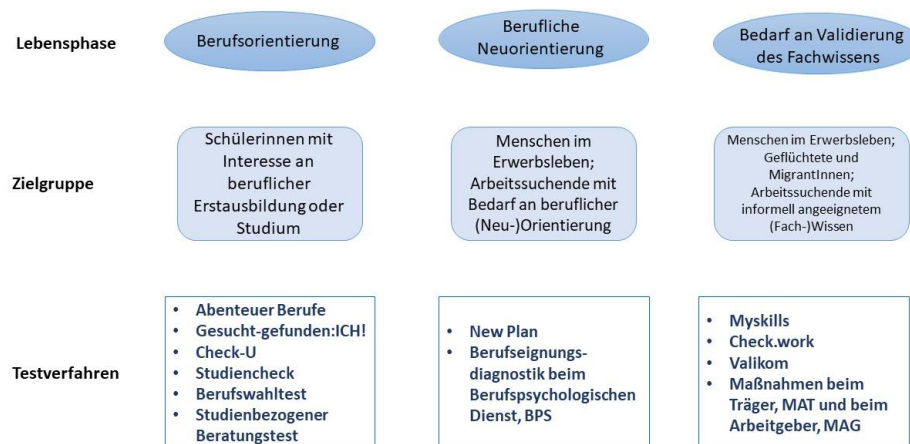 Lebensphase
Berufsorientierung
Berufliche
Neuorientierung
Bedarf an Validierung
des Fachwissens
Zielgruppe
Schülerinnen mit
Interesse an
beruflicher
Erstausbildung oder
Studium
Menschen im
Erwerbsleben;
Arbeitssuchende mit
Bedarf an beruflicher
(Neu-)Orientierung
Menschen im Erwerbsleben;
Geflüchtete und
MigrantInnen;
Arbeitssuchende mit
informell angeeignetem
(Fach-)Wissen
Testverfahren
• Abenteuer Berufe
• Gesucht-gefunden:ICH!
• Check-U
• Studiencheck
• Berufswahltest
• Studienbezogener
Beratungstest
• New Plan
• Berufseignungs-
diagnostik beim
Berufspsychologischen
Dienst, BPS
• Myskills
• Check.work
• Valikom
• Maßnahmen beim
Träger, MAT und beim
Arbeitgeber, MAG